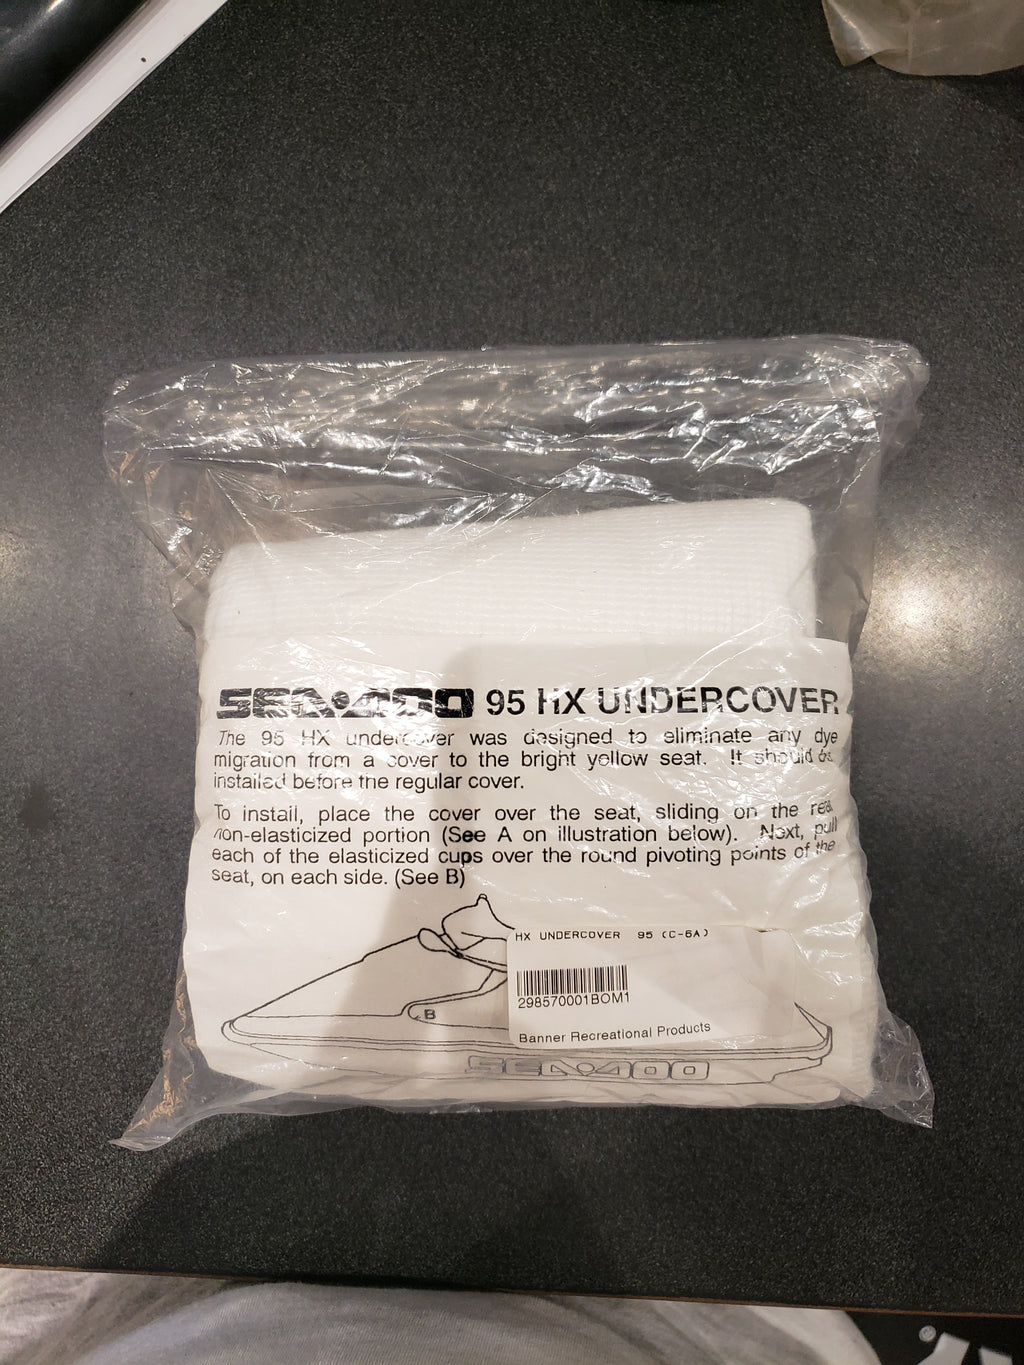 SEA•DOO 95 HX UNDERCOVER
The 95 HX undercover was designed to eliminate any dye
migration from a cover to the bright yellow seat. It should be
installed before the regular cover.
To install, place the cover over the seat, sliding on the rear
non-elasticized portion (See A on illustration below). Next, pull
each of the elasticized cups over the round pivoting points of the
seat, on each side. (See B)
HX UNDERCOVER 95 (C-6A)
298570001BOM1
Banner Recreational Products
B
SEA•DOO